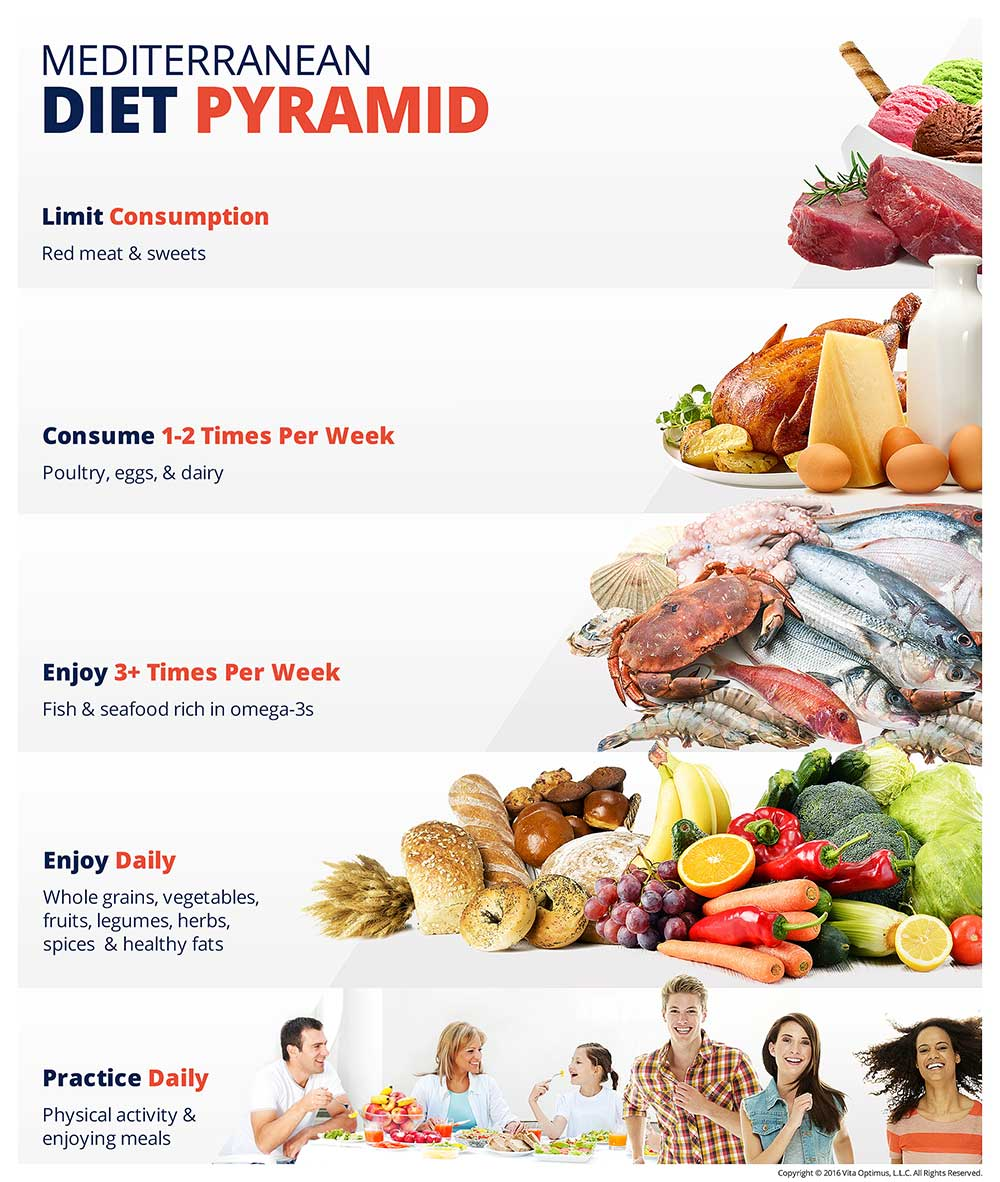 MEDITERRANEAN
DIET PYRAMID
Limit Consumption
Red meat & sweets
Consume 1-2 Times Per Week
Poultry, eggs, & dairy
Enjoy 3+ Times Per Week
Fish & seafood rich in omega-3s
Enjoy Daily
Whole grains, vegetables,
fruits, legumes, herbs,
spices & healthy fats
Practice Daily
Physical activity &
enjoying meals
Copyright © 2016 Vita Optimus, L.L.C. All Rights Reserved.